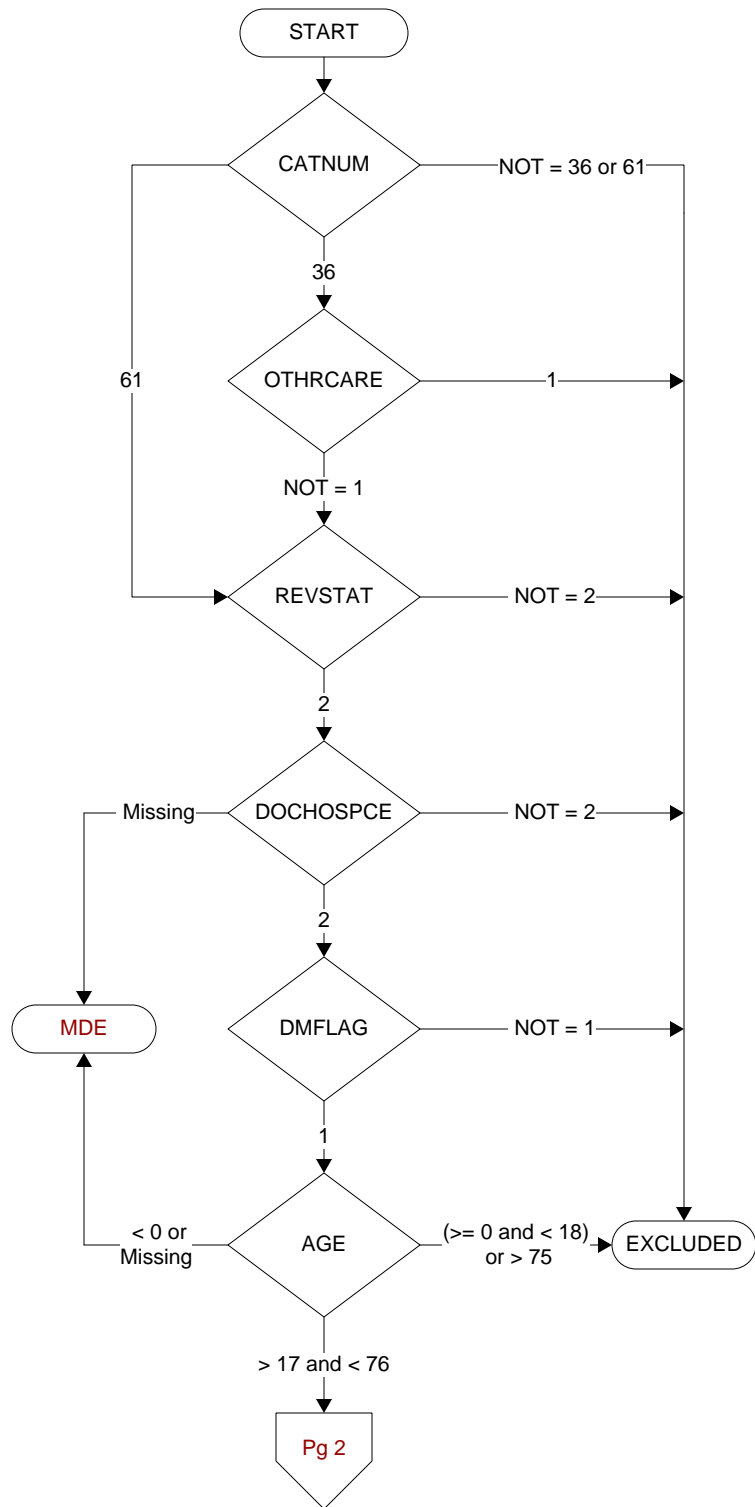 START
CATNUM
NOT = 36 or 61
36
61
OTHRCARE
1
NOT = 1
REVSTAT
NOT = 2
2
Missing
DOCHOSPCE
NOT = 2
2
MDE
DMFLAG
NOT = 1
1
< 0 or
Missing
AGE
(>= 0 and < 18)
or > 75
EXCLUDED
> 17 and < 76
Pg 2